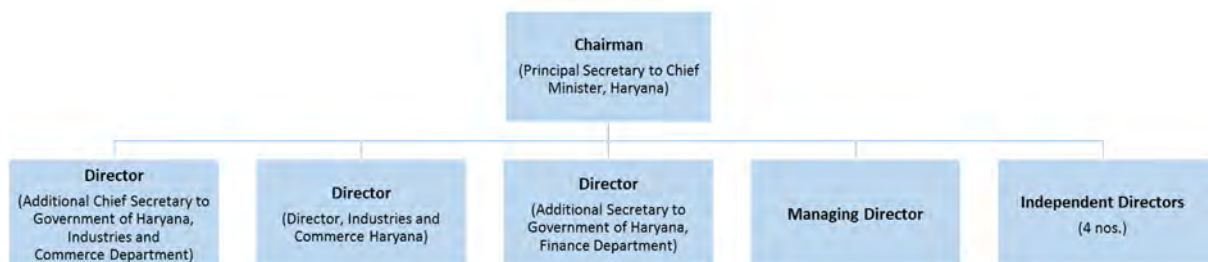 Chairman
(Principal Secretary to Chief
Minister, Haryana)
Director
(Additional Chief Secretary to
Government of Haryana,
Industries and
Commerce Department)
Director
(Director, Industries and
Commerce Haryana)
Director
(Additional Secretary to
Government of Haryana,
Finance Department)
Managing Director
Independent Directors
(4 nos.)